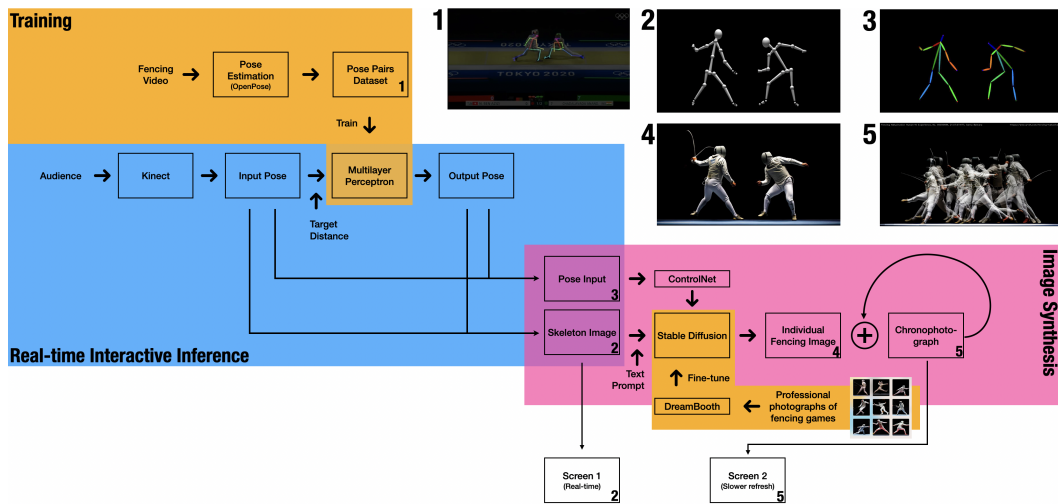 Training
1
2
3
Fencing
Video
Pose
Estimation
(OpenPose)
Pose Pairs
Dataset
1
TOKYO 2020
Train
4
5
Audience
Kinect
Input Pose
Multilayer
Perceptron
Output Pose
Target
Distance
Image Synthesis
Pose Input
3
ControlNet
Skeleton Image
2
Stable Diffusion
Individual
Fencing Image
4
Chronophoto-
graph
5
Real-time Interactive Inference
Text
Prompt
Fine-tune
DreamBooth
Professional
photographs of
fencing games
Screen 1
(Real-time)
2
Screen 2
(Slower refresh)
5